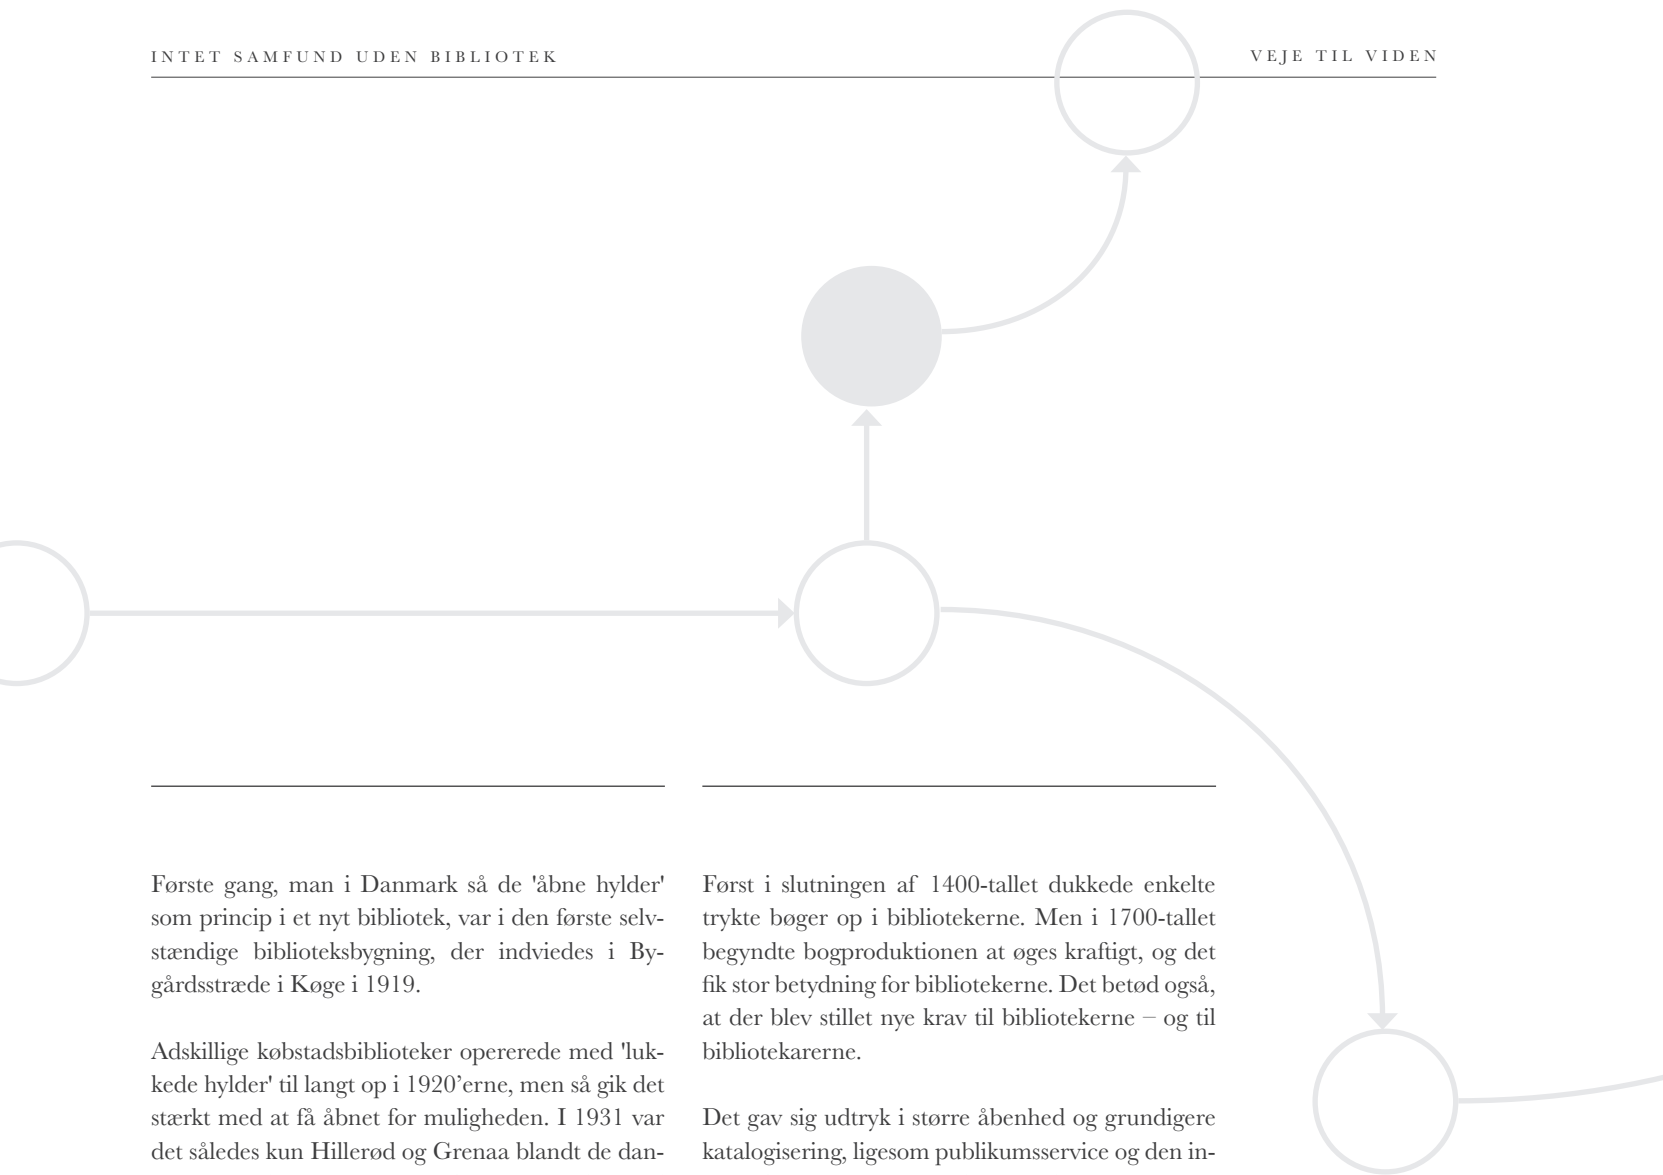 INTET SAMFUND UDEN BIBLIOTEK
VEJE TIL VIDEN
Første gang, man i Danmark så de 'åbne hylder'
som princip i et nyt bibliotek, var i den første selv-
stændige biblioteksbygning, der indviedes i By-
gårdsstræde i Køge i 1919.
Adskillige købstadsbiblioteker opererede med 'luk-
kede hylder' til langt op i 1920’erne, men så gik det
stærkt med at få åbnet for muligheden. I 1931 var
det således kun Hillerød og Grenaa blandt de dan-
Først i slutningen af 1400-tallet dukkede enkelte
trykte bøger op i bibliotekerne. Men i 1700-tallet
begyndte bogproduktionen at øges kraftigt, og det
fik stor betydning for bibliotekerne. Det betød også,
at der blev stillet nye krav til bibliotekerne – og til
bibliotekarerne.
Det gav sig udtryk i større åbenhed og grundigere
katalogisering, ligesom publikumsservice og den in-